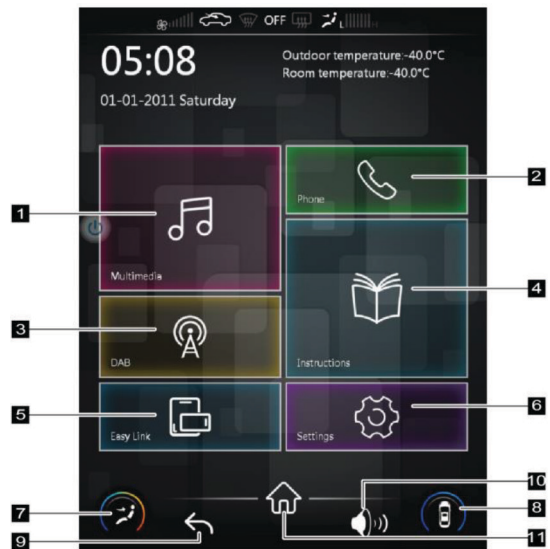 OFF
L H
05:08
Outdoor temperature:-40.0°C
Room temperature:-40.0°C
01-01-2011 Saturday
1
Multimedia
Phone
2
3
DAB
Instructions
4
5
Easy Link
Settings
6
7
9
11
10
8